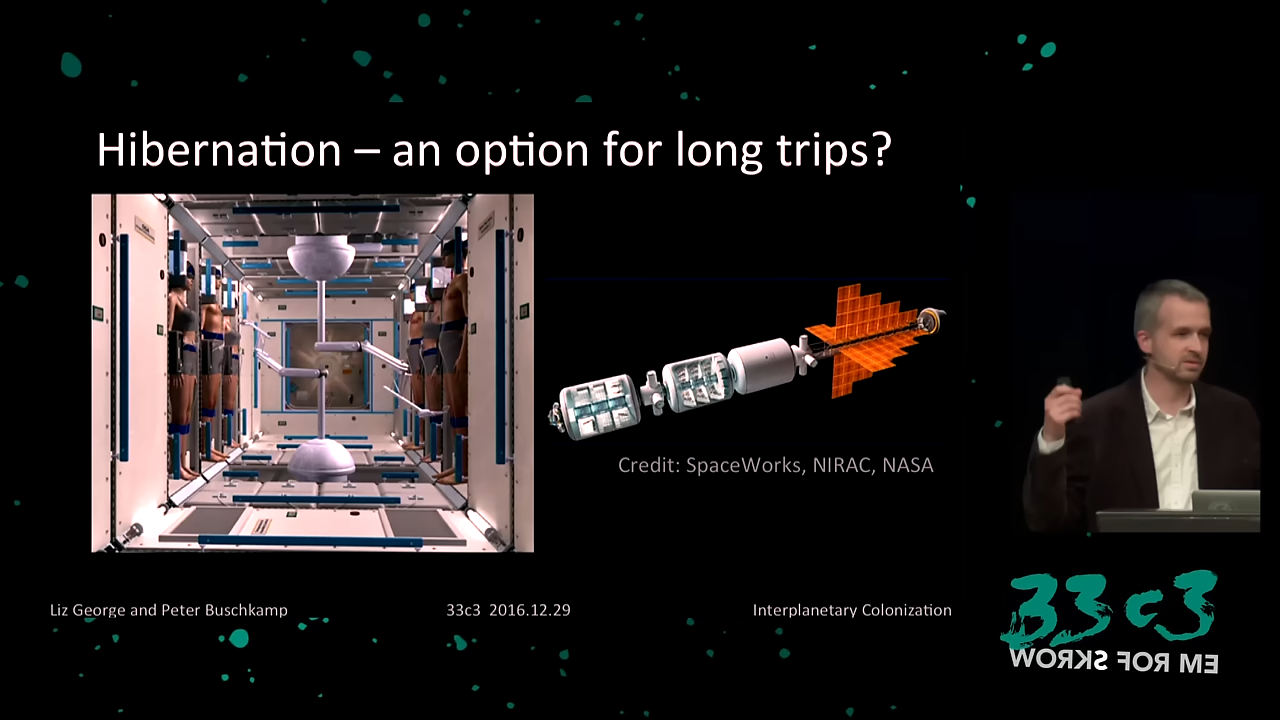 Hibernation – an option for long trips?
Credit: SpaceWorks, NIRAC, NASA
Liz George and Peter Buschkamp
33c3 2016.12.29
Interplanetary Colonization
33c3
WORKS FOR ME